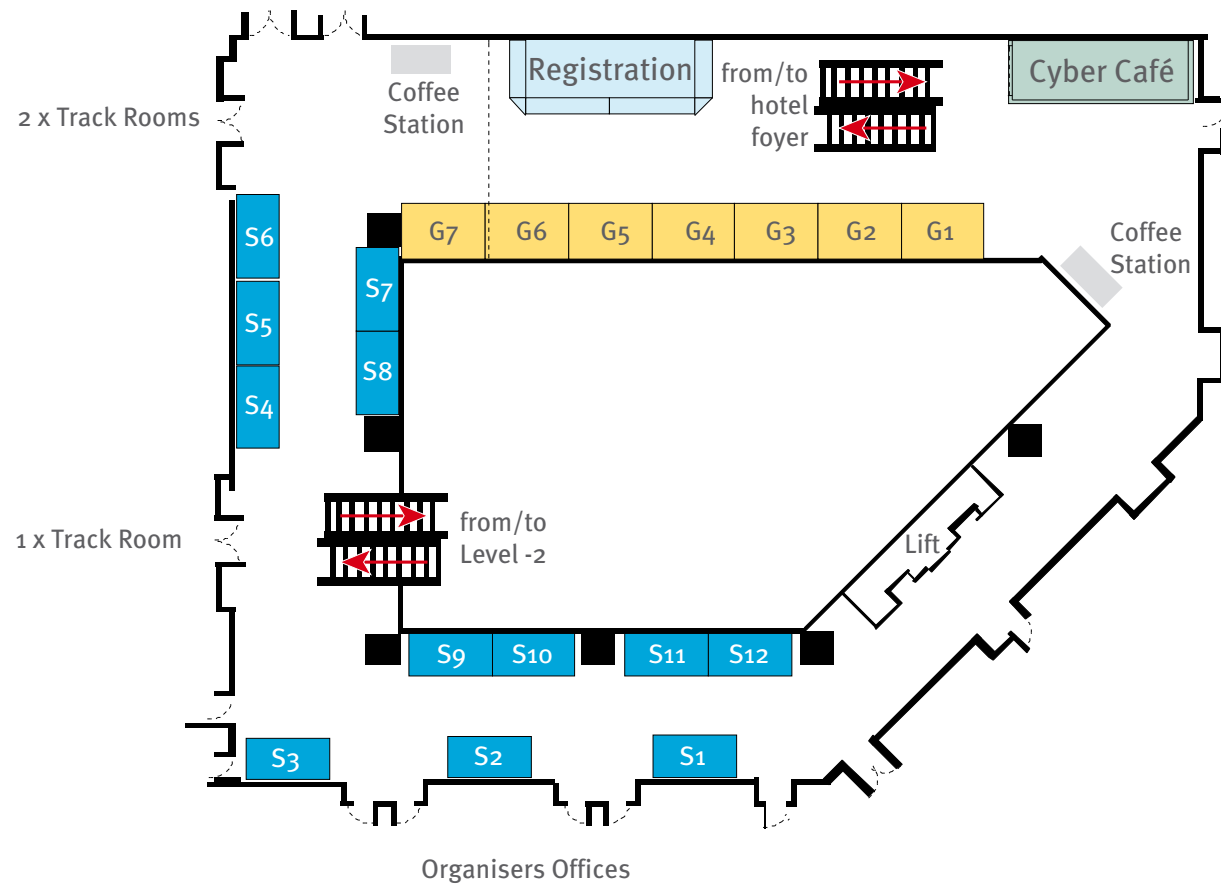 Registration
from/to
hotel
foyer
Cyber Café
Coffee
Station
2 x Track Rooms
G7
G6
G5
G4
G3
G2
G1
Coffee
Station
S6
S7
S5
S8
S4
from/to
Level -2
1 x Track Room
Lift
S9
S10
S11
S12
S3
S2
S1
Organisers Offices